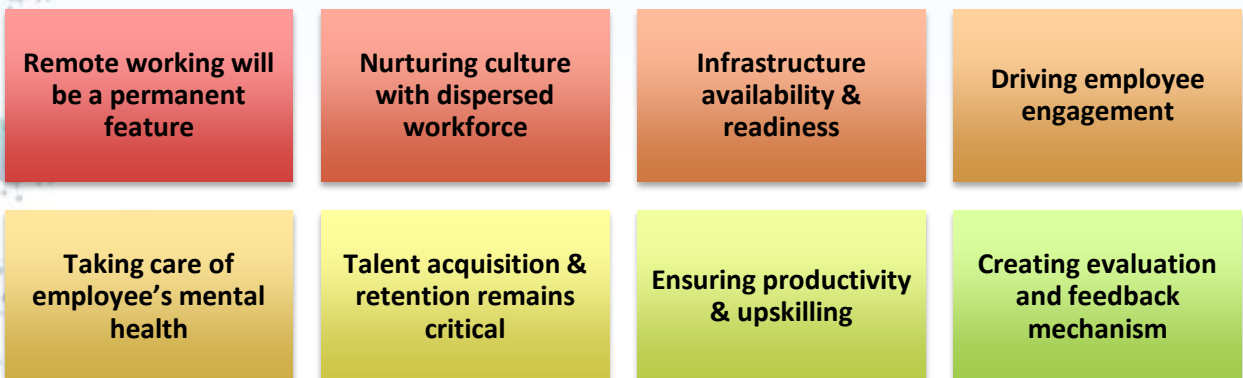 Remote working will
be a permanent
feature
Nurturing culture
with dispersed
workforce
Infrastructure
availability &
readiness
Driving employee
engagement
Taking care of
employee’s mental
health
Talent acquisition &
retention remains
critical
Ensuring productivity
& upskilling
Creating evaluation
and feedback
mechanism